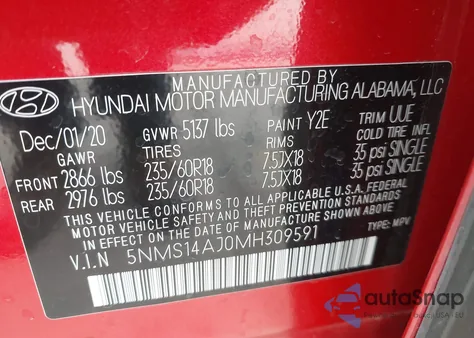 MANUFACTURED BY
HYUNDAI MOTOR MANUFACTURING ALABAMA, LLC
Dec/01/20 GVWR 5137 lbs PAINT Y2E TRIM UUE
GAWR TIRES RIMS COLD TIRE INFL
FRONT 2866 lbs 235/60R18 7.5JX18 35 psi SINGLE
REAR 2976 lbs 235/60R18 7.5JX18 35 psi SINGLE
THIS VEHICLE CONFORMS TO ALL APPLICABLE U.S.A. FEDERAL
MOTOR VEHICLE SAFETY AND BUMPER STANDARDS IN
EFFECT ON THE DATE OF MANUFACTURE SHOWN ABOVE.
V.I.N 5NMS14AJ0MH309591 TYPE: MPV
autoSnap